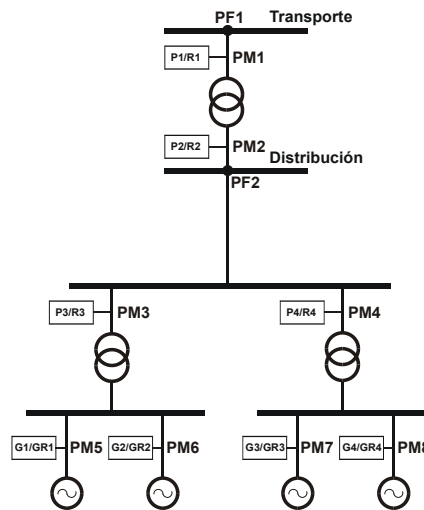 PF1 Transporte
P1/R1 PM1
P2/R2 PM2
Distribución
PF2
P3/R3 PM3 P4/R4 PM4
G1/GR1 PM5 G2/GR2 PM6 G3/GR3 PM7 G4/GR4 PM8